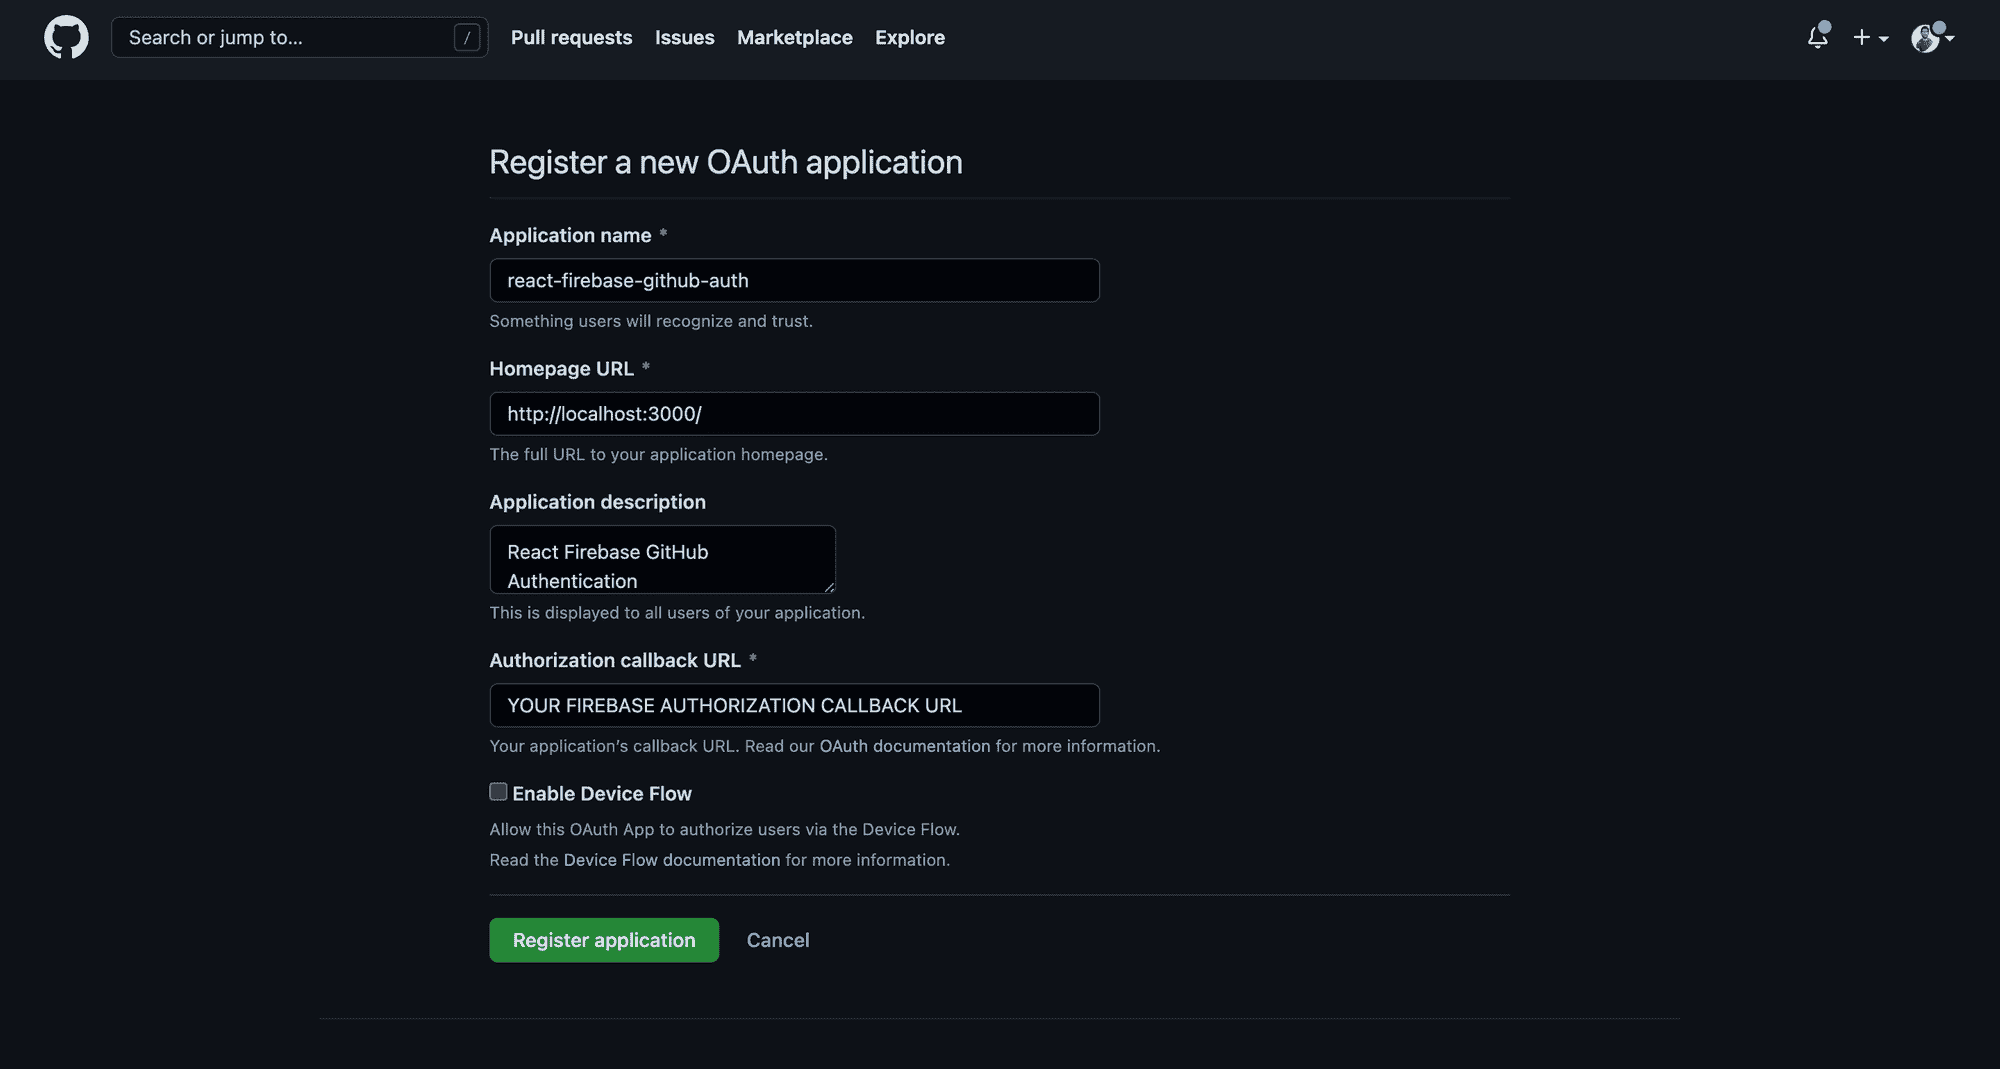 Search or jump to... /
Pull requests Issues Marketplace Explore
Register a new OAuth application
Application name *
react-firebase-github-auth
Something users will recognize and trust.
Homepage URL *
http://localhost:3000/
The full URL to your application homepage.
Application description
React Firebase GitHub
Authentication
This is displayed to all users of your application.
Authorization callback URL *
YOUR FIREBASE AUTHORIZATION CALLBACK URL
Your application's callback URL. Read our OAuth documentation for more information.
Enable Device Flow
Allow this OAuth App to authorize users via the Device Flow.
Read the Device Flow documentation for more information.
Register application Cancel